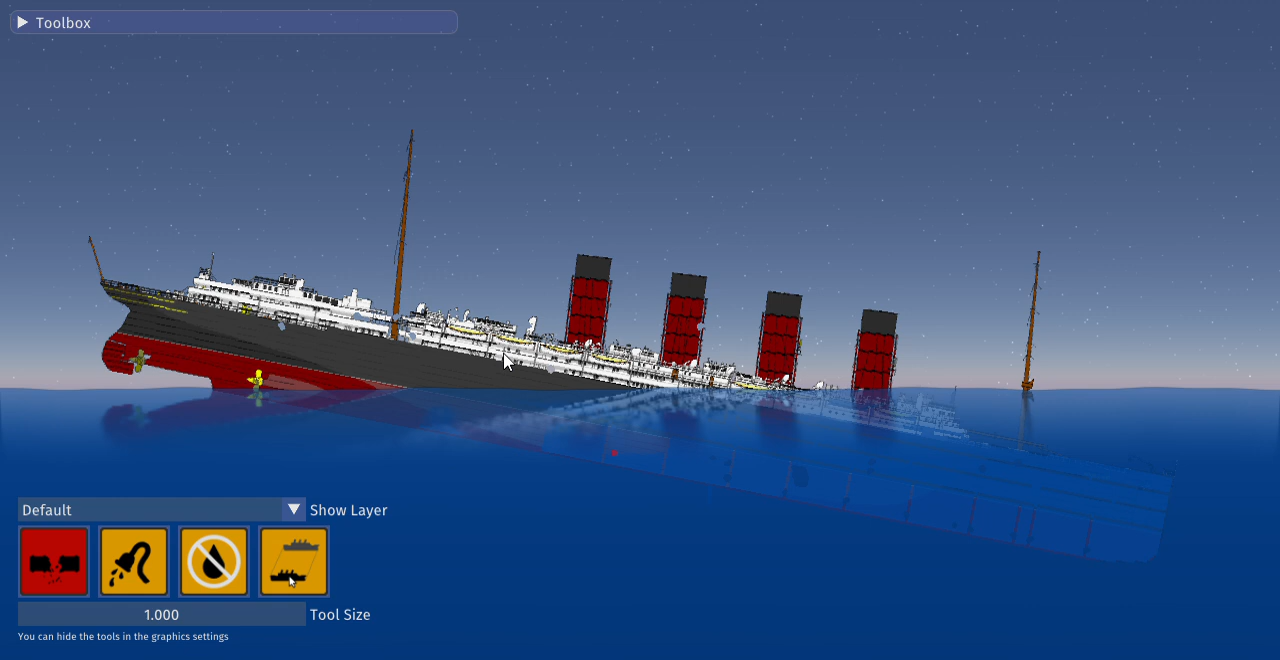 Toolbox
Default
Show Layer
1.000
Tool Size
You can hide the tools in the graphics settings